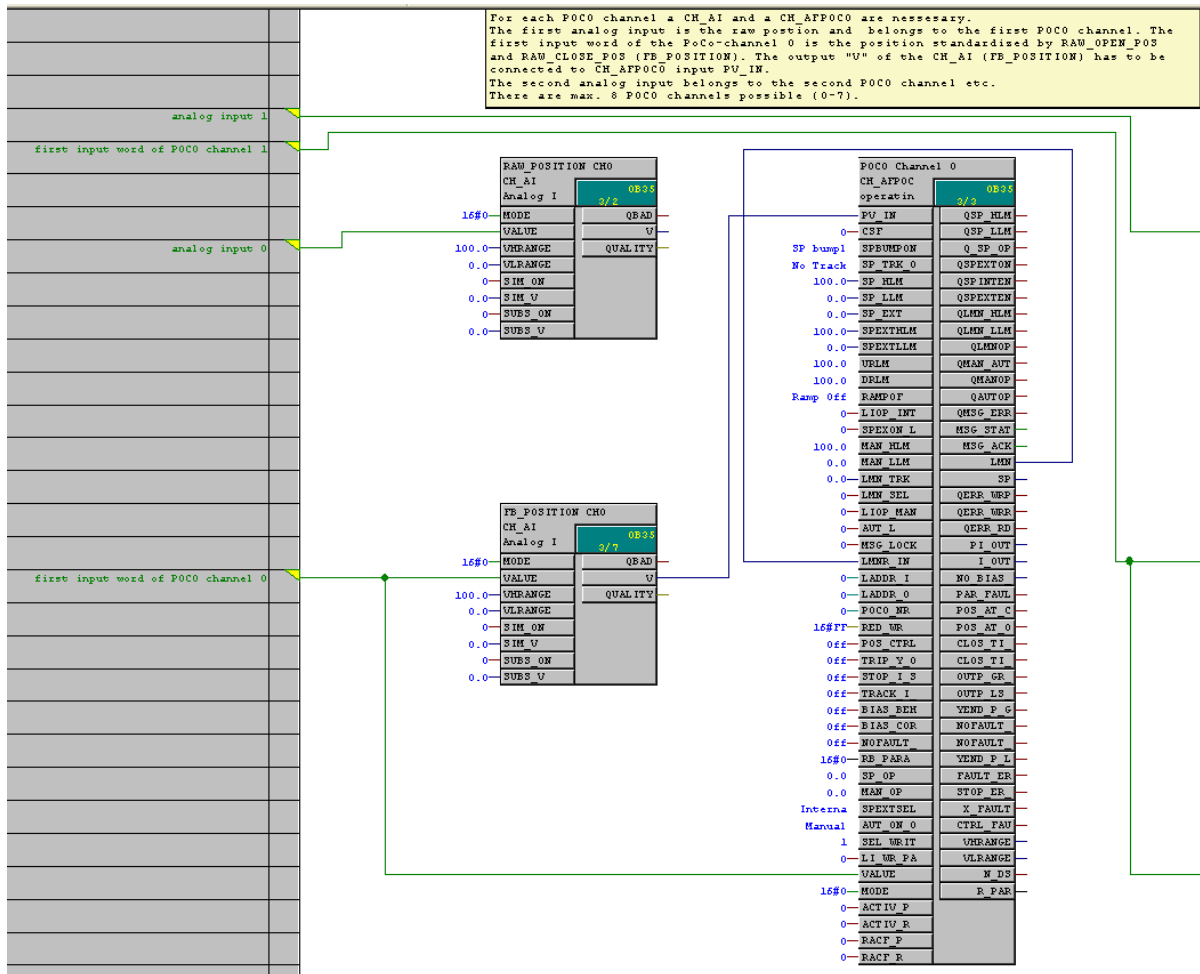 For each POCO channel a CH_AI and a CH_AFPOCO are nessesary.
The first analog input is the raw postion and belongs to the first POCO channel. The
first input word of the PoCo-channel 0 is the position standardised by RAW_OPEN_POS
and RAW_CLOSE_POS (FB_POSITION). The output "V" of the CH_AI (FB_POSITION) has to be
connected to CH_AFPOCO input PV_IN.
The second analog input belongs to the second POCO channel etc.
There are max. 8 POCO channels possible (0-7).
analog input 1
first input word of POCO channel 1
analog input 0
first input word of POCO channel 0
RAW_POSITION CH0
CH_AI
Analog I
OB35
3/2
16#0 MODE QBAD
VALUE V
100.0 VHRANGE QUALITY
0.0 VLRANGE
0 SIM_ON
0.0 SIM_V
0 SUBS_ON
0.0 SUBS_V
FB_POSITION CH0
CH_AI
Analog I
OB35
3/7
16#0 MODE QBAD
VALUE V
100.0 VHRANGE QUALITY
0.0 VLRANGE
0 SIM_ON
0.0 SIM_V
0 SUBS_ON
0.0 SUBS_V
POCO Channel 0
CH_AFPOC
operatin
OB35
3/3
PV_IN QSP_HLM
0 CSF QSP_LLM
SP bumpl SPBUMPON Q_SP_OP
No Track SP_TRK_O QSPEXTON
100.0 SP_HLM QSPINTEN
0.0 SP_LLM QSPEXTEN
0.0 SP_EXT QLMN_HLM
100.0 SPEXTHLM QLMN_LLM
0.0 SPEXTLLM QLMNOP
100.0 URLM QMAN_AUT
100.0 DRLM QMANOP
Ramp Off RAMPOF QAUTOP
0 LIOP_INT QMSG_ERR
0 SPEXON_L MSG_STAT
100.0 MAN_HLM MSG_ACK
0.0 MAN_LLM LMN
0.0 LMN_TRK SP
0 LMN_SEL QERR_WRP
0 LIOP_MAN QERR_WRR
0 AUT_L QERR_RD
0 MSG_LOCK PI_OUT
LMNR_IN I_OUT
0 LADDR_I NO_BIAS_
0 LADDR_O PAR_FAUL
0 POCO_NR POS_AT_C
16#FF RED_WR POS_AT_O
Off POS_CTRL CLOS_TI_
Off TRIP_Y_0 CLOS_TI_
Off STOP_I_S OUTP_GR_
Off TRACK_I_ OUTP_LS_
Off BIAS_BEH YEND_P_G
Off BIAS_COR NOFAULT_
Off NOFAULT_ NOFAULT_
16#0 RB_PARA YEND_P_L
0.0 SP_OP FAULT_ER
0.0 MAN_OP STOP_ER_
Interna SPEXTSEL X_FAULT
Manual AUT_ON_O CTRL_FAU
1 SEL_WRIT VHRANGE
0 LI_WR_PA VLRANGE
VALUE N_DS
16#0 MODE R_PAR
0 ACTIV_P
0 ACTIV_R
0 RACF_P
0 RACF_R